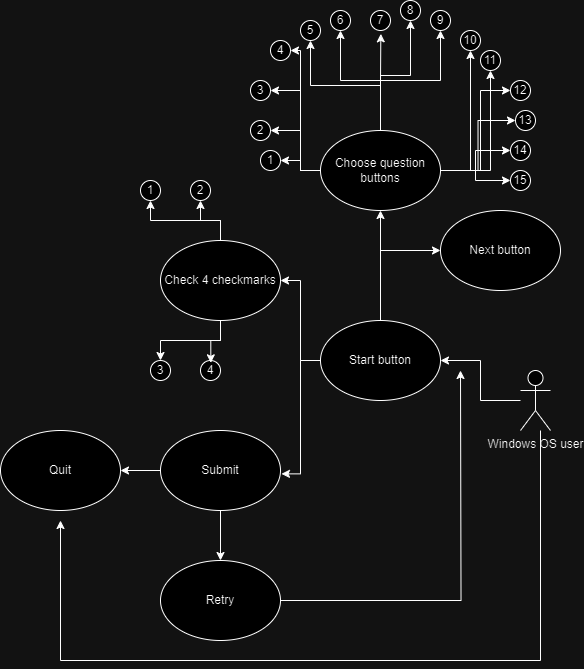 8
6
7
9
5
10
4
11
3
12
13
2
14
1
Choose question
buttons
15
1
2
Next button
Check 4 checkmarks
Start button
3
4
Windows OS user
Quit
Submit
Retry